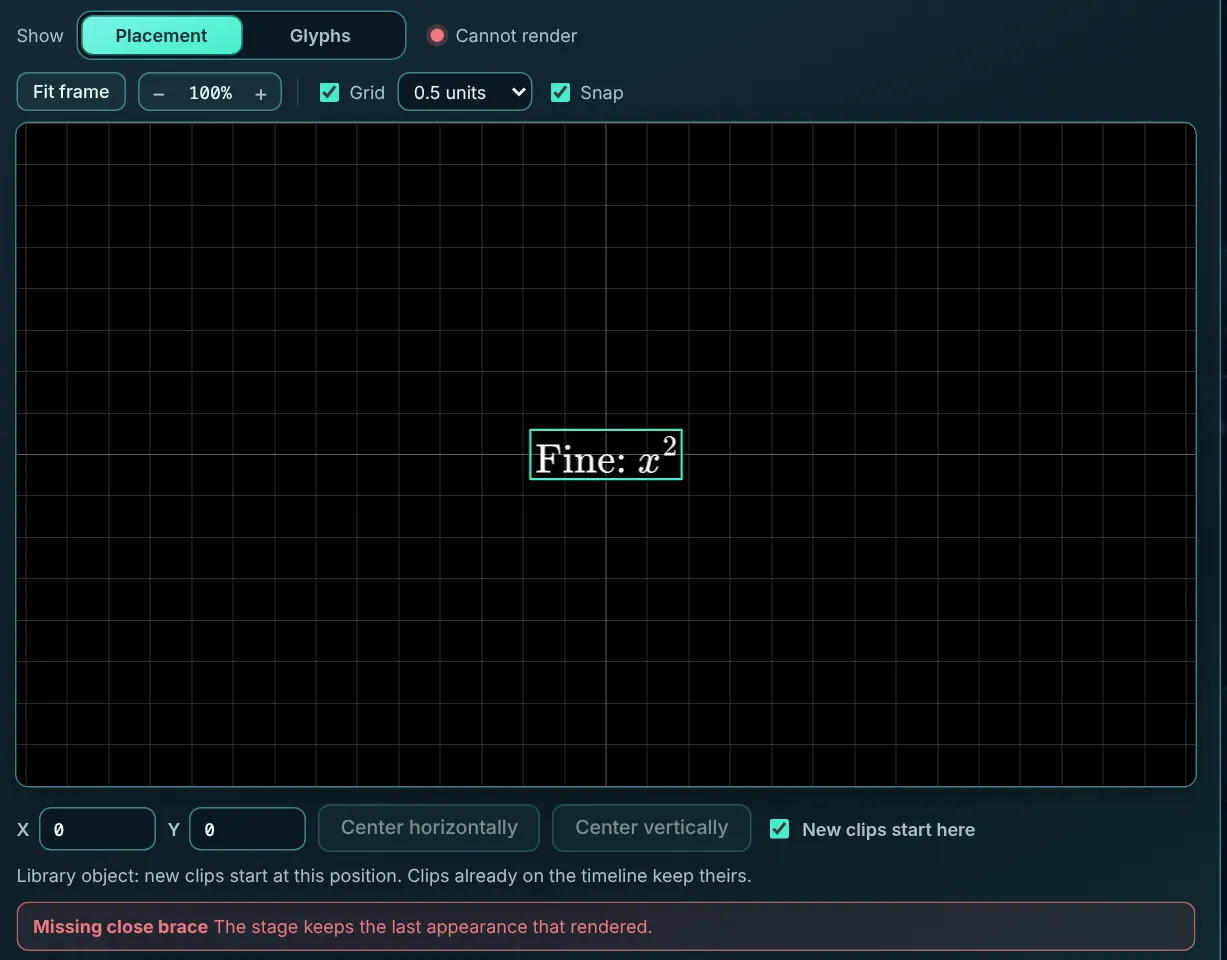 Show Placement Glyphs Cannot render
Fit frame – 100% + Grid 0.5 units Snap
Fine: x²
X 0 Y 0 Center horizontally Center vertically New clips start here
Library object: new clips start at this position. Clips already on the timeline keep theirs.
Missing close brace The stage keeps the last appearance that rendered.